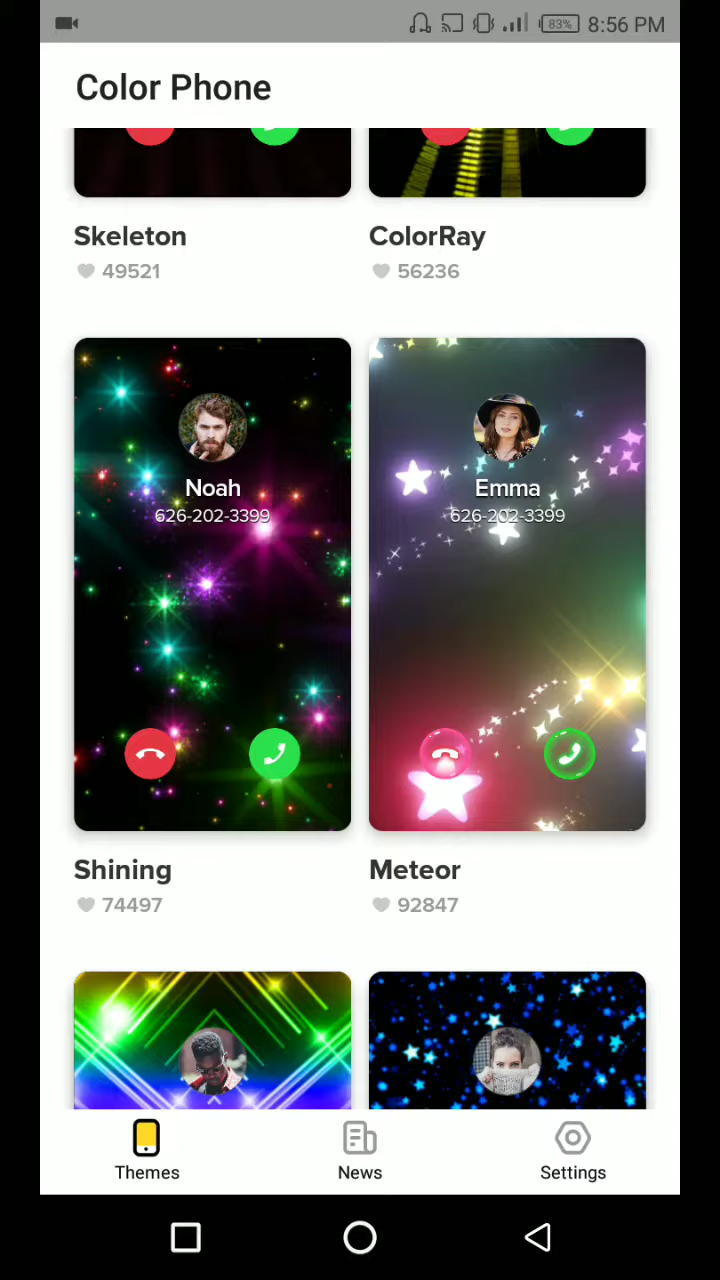 83% 8:56 PM
Color Phone
Skeleton
49521
ColorRay
56236
Noah
626-202-3399
Emma
626-202-3399
Shining
74497
Meteor
92847
Themes
News
Settings